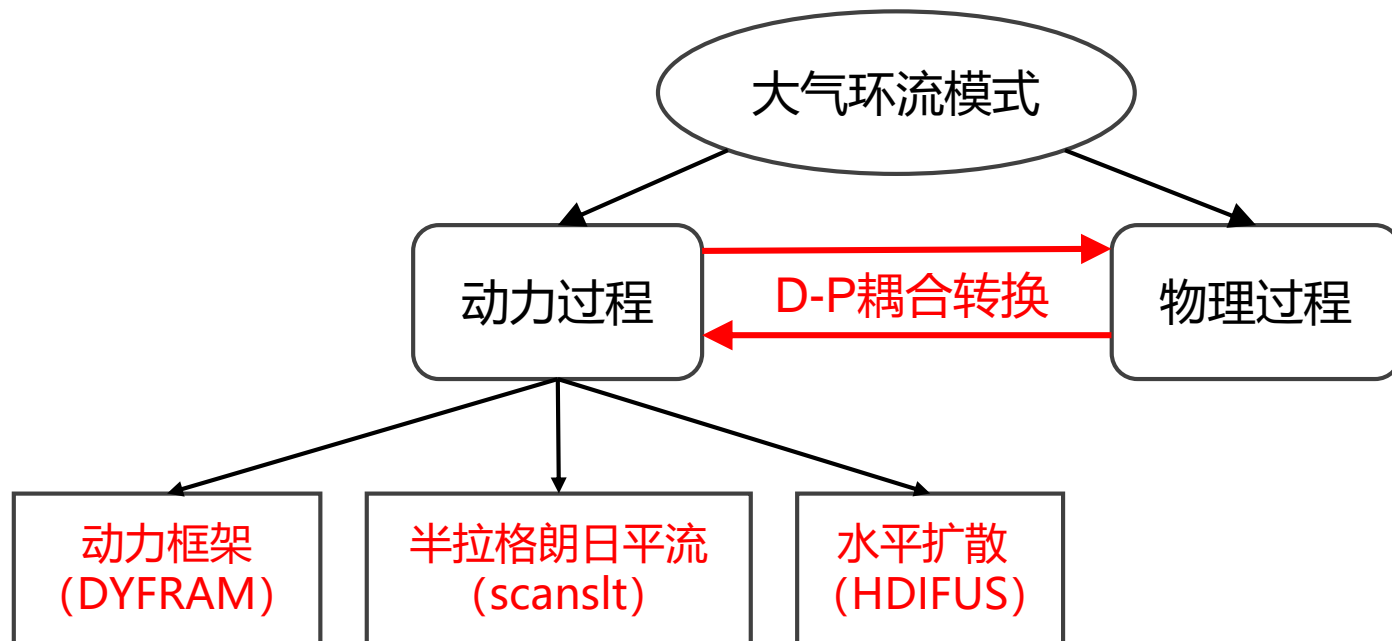 大气环流模式
动力过程
D-P耦合转换
物理过程
动力框架
（DYFRAM）
半拉格朗日平流
（scanslt）
水平扩散
（HDIFUS）